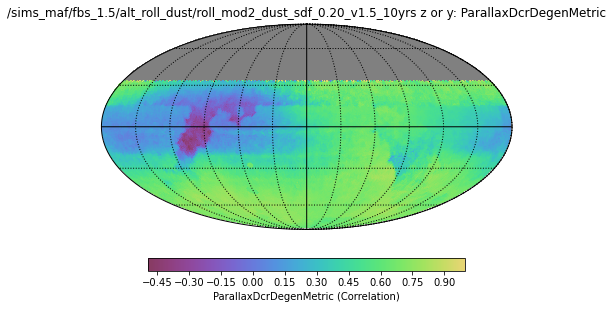 /sims_maf/fbs_1.5/alt_roll_dust/roll_mod2_dust_sdf_0.20_v1.5_10yrs z or y: ParallaxDcrDegenMetric
−0.45 −0.30 −0.15 0.00 0.15 0.30 0.45 0.60 0.75 0.90
ParallaxDcrDegenMetric (Correlation)